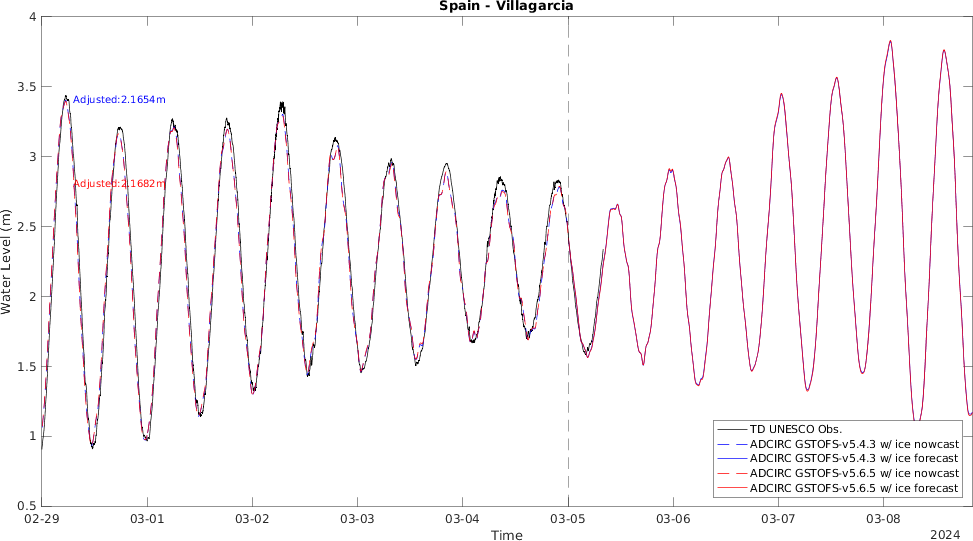 Spain - Villagarcia
4
3.5
3
2.5
2
1.5
1
0.5
Water Level (m)
Adjusted:2.1654m
Adjusted:2.1682m
TD UNESCO Obs.
ADCIRC GSTOFS-v5.4.3 w/ ice nowcast
ADCIRC GSTOFS-v5.4.3 w/ ice forecast
ADCIRC GSTOFS-v5.6.5 w/ ice nowcast
ADCIRC GSTOFS-v5.6.5 w/ ice forecast
02-29 03-01 03-02 03-03 03-04 03-05 03-06 03-07 03-08
Time
2024